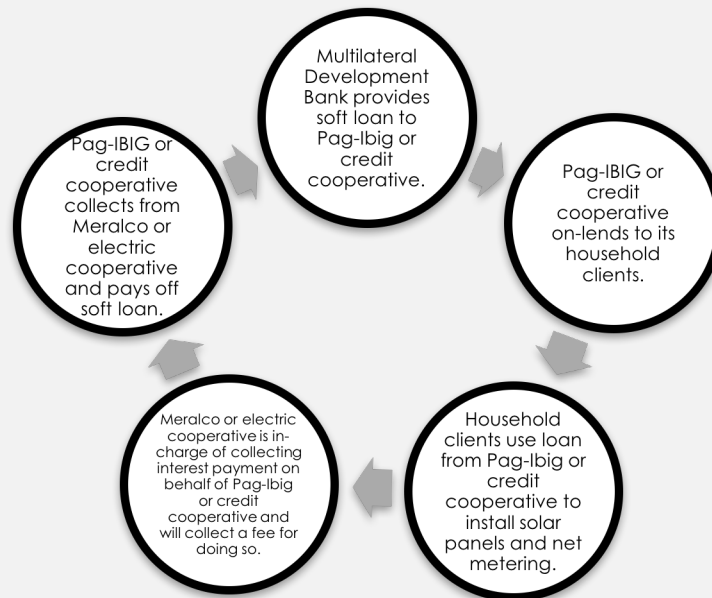 Multilateral
Development
Bank provides
soft loan to
Pag-Ibig or
credit
cooperative.
Pag-IBIG or
credit
cooperative
on-lends to its
household
clients.
Household
clients use loan
from Pag-Ibig or
credit
cooperative to
install solar
panels and net
metering.
Meralco or electric
cooperative is in-
charge of collecting
interest payment on
behalf of Pag-Ibig
or credit
cooperative and
will collect a fee for
doing so.
Pag-IBIG or
credit
cooperative
collects from
Meralco or
electric
cooperative
and pays off
soft loan.